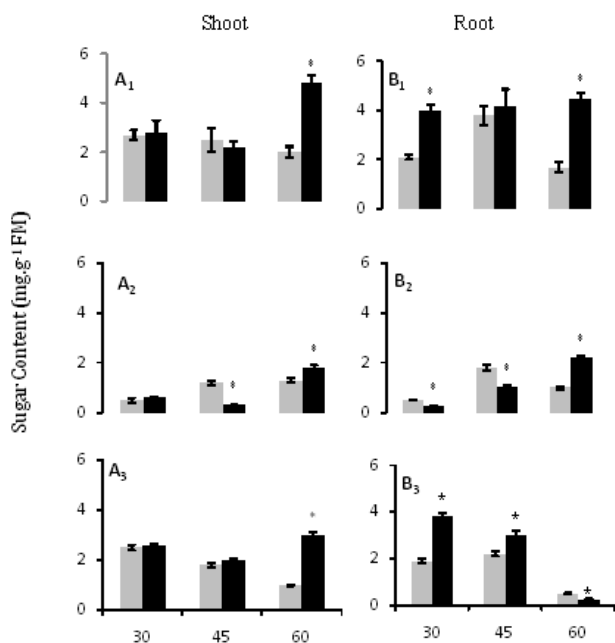 Shoot Root
A₁ B₁
6 6
* * *
4 4
2 2
0 0
A₂ B₂
6 6
4 4
* * * * *
2 2
0 0
A₃ B₃
6 6
* * * *
4 4
2 2
0 0
30 45 60 30 45 60
Sugar Content (mg.g⁻¹ FM)